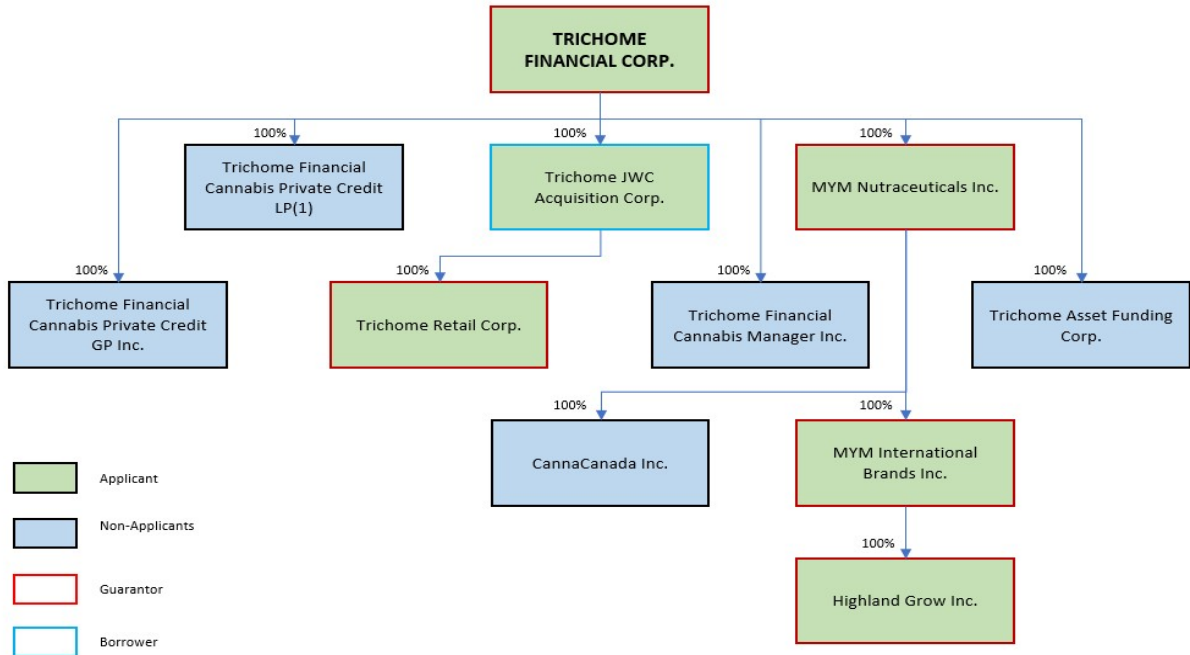 TRICHOME
FINANCIAL CORP.
100%
100%
100%
100%
Trichome Financial
Cannabis Private Credit
LP(1)
Trichome JWC
Acquisition Corp.
MYM Nutraceuticals Inc.
100%
100%
100%
100%
Trichome Financial
Cannabis Private Credit
GP Inc.
Trichome Retail Corp.
Trichome Financial
Cannabis Manager Inc.
Trichome Asset Funding
Corp.
100%
100%
CannaCanada Inc.
MYM International
Brands Inc.
Applicant
Non-Applicants
100%
Guarantor
Highland Grow Inc.
Borrower